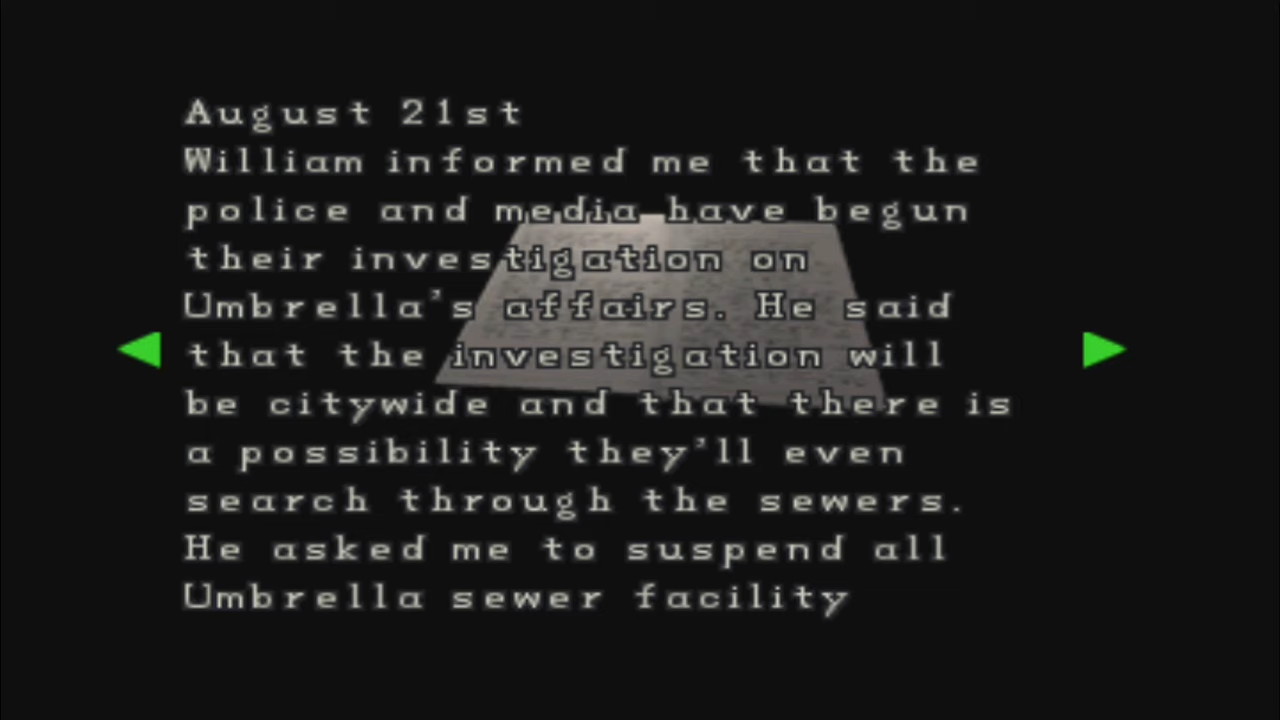 August 21st
William informed me that the
police and media have begun
their investigation on
Umbrella's affairs. He said
that the investigation will
be citywide and that there is
a possibility they'll even
search through the sewers.
He asked me to suspend all
Umbrella sewer facility